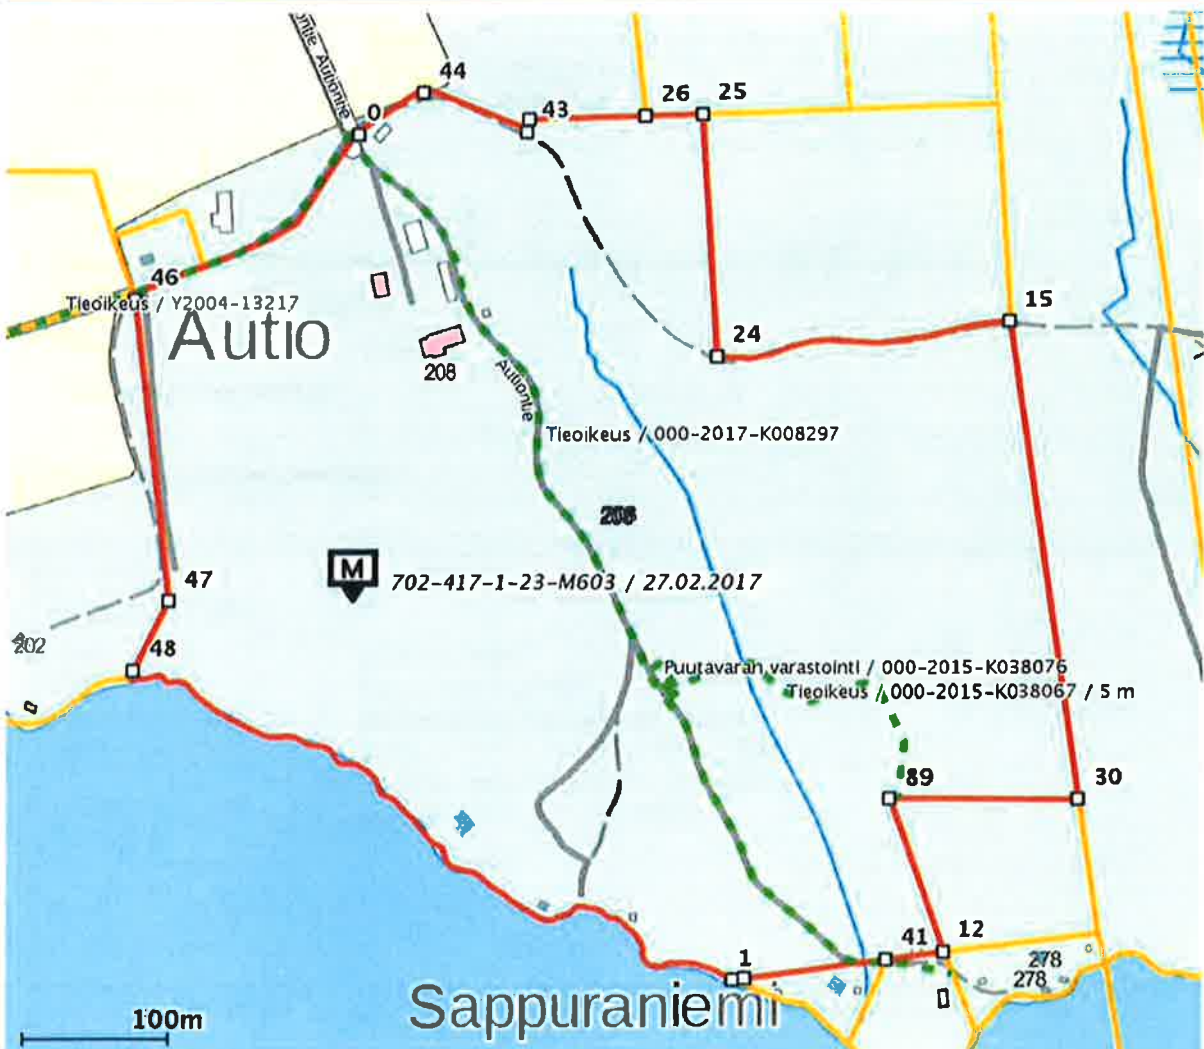 Autiontie
44
0
43
26
25
46
Tieoikeus / Y2004-13217
Autio
15
24
208
Autiontie
Tieoikeus / 000-2017-K008297
M
702-417-1-23-M603 / 27.02.2017
47
202
48
Puutavaran varastointi / 000-2015-K038076
Tieoikeus / 000-2015-K038067 / 5 m
89
30
41
12
1
278
278
Sappuraniemi
100m